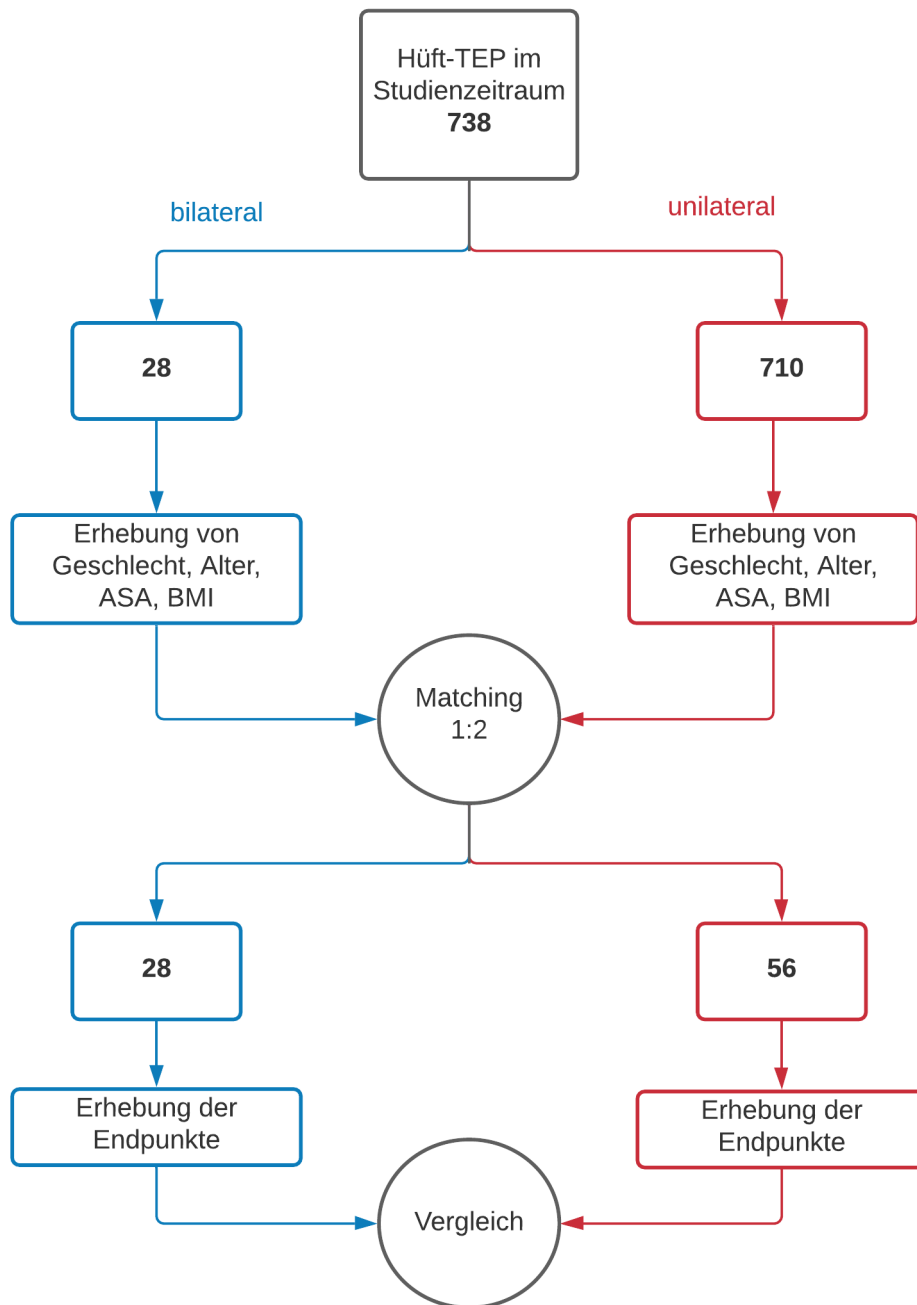 Hüft-TEP im
Studienzeitraum
738
bilateral
unilateral
28
710
Erhebung von
Geschlecht, Alter,
ASA, BMI
Erhebung von
Geschlecht, Alter,
ASA, BMI
Matching
1:2
28
56
Erhebung der
Endpunkte
Erhebung der
Endpunkte
Vergleich